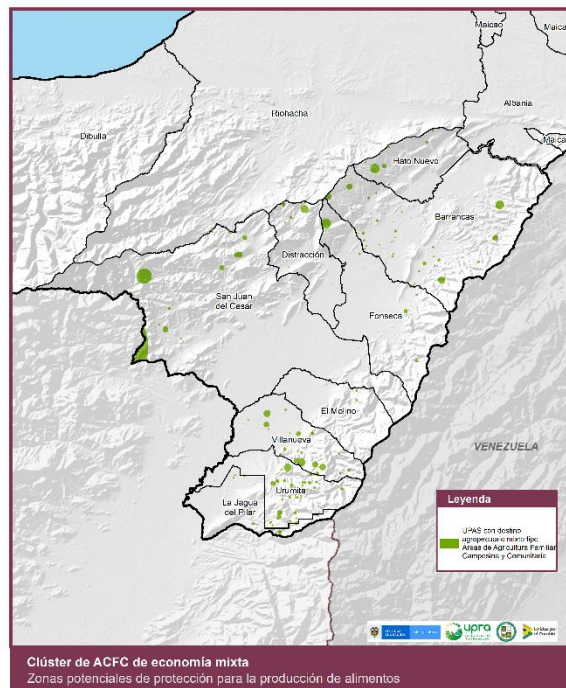 Maicao
Maica
Albania
Maica
Riohacha
Dibulla
Hato Nuevo
Barrancas
Distracción
San Juan
del Cesar
Fonseca
El Molino
VENEZUELA
Villanueva
Urumita
La Jagua
del Pilar
Leyenda
UPAS con destino
agropecuario mixto tipo
Áreas de Agricultura Familiar
Campesina y Comunitaria
upra
Clúster de ACFC de economía mixta
Zonas potenciales de protección para la producción de alimentos